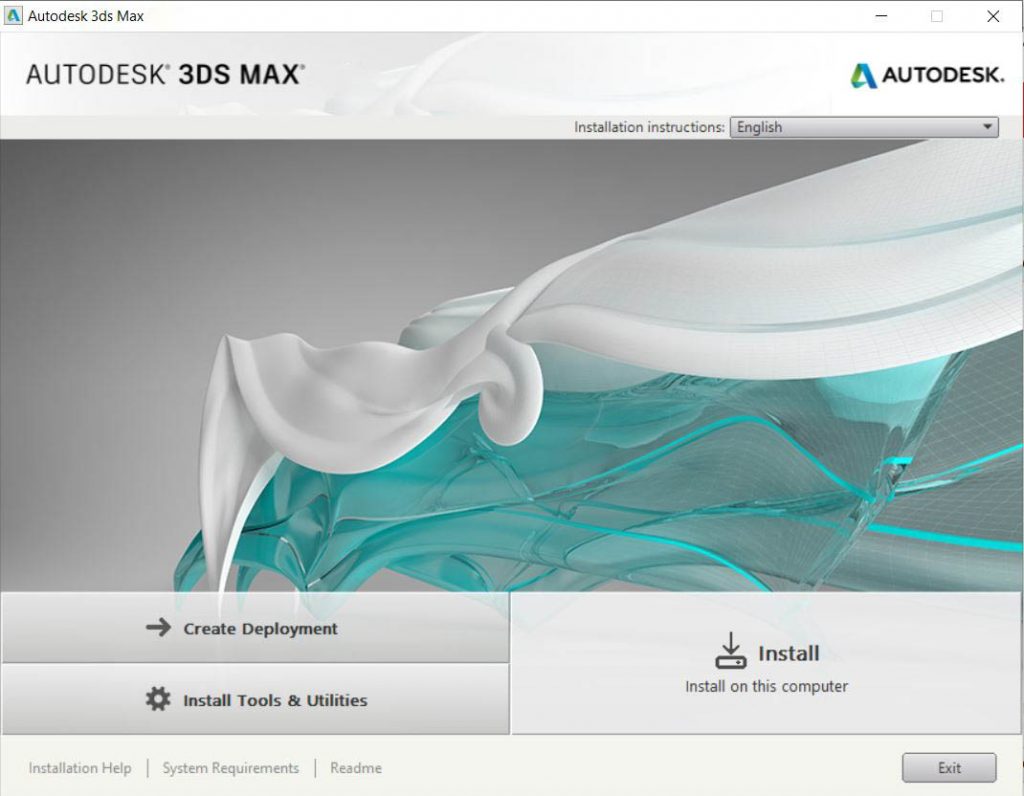 Autodesk 3ds Max
AUTODESK® 3DS MAX®
AUTODESK.
Installation instructions: English
Create Deployment
Install Tools & Utilities
Install
Install on this computer
Installation Help | System Requirements | Readme
Exit